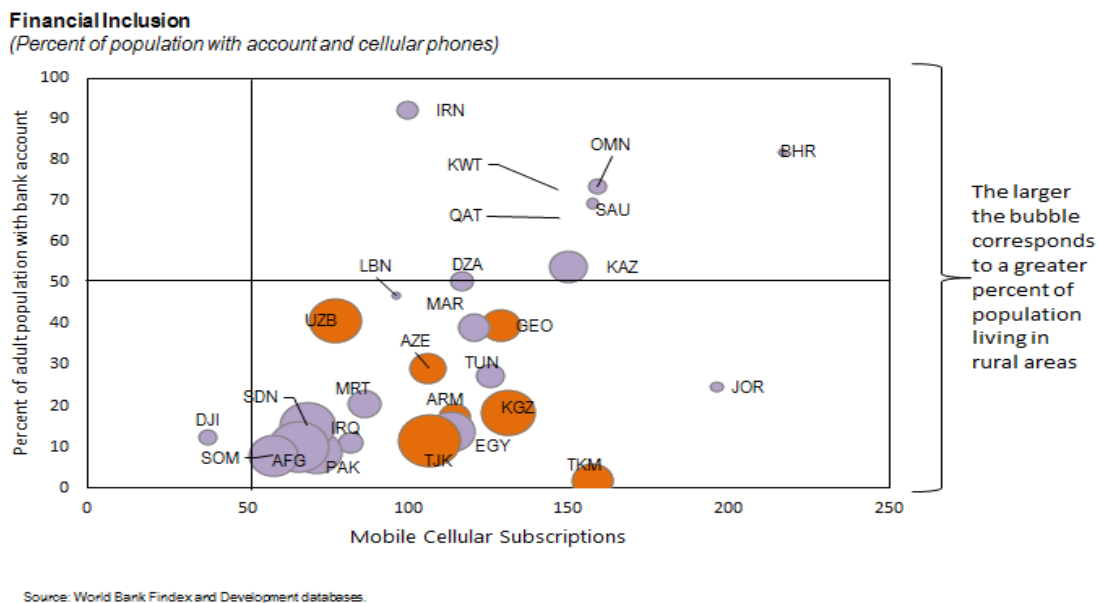 Financial Inclusion
(Percent of population with account and cellular phones)
Percent of adult population with bank account
100
90
80
70
60
50
40
30
20
10
0
IRN
OMN
BHR
KWT
SAU
QAT
KAZ
DZA
LBN
MAR
UZB
GEO
AZE
TUN
JOR
MRT
SDN
ARM
KGZ
DJI
IRQ
EGY
SOM
AFG
PAK
TJK
TKM
0
50
100
150
200
250
Mobile Cellular Subscriptions
The larger
the bubble
corresponds
to a greater
percent of
population
living in
rural areas
Source: World Bank Findex and Development databases.